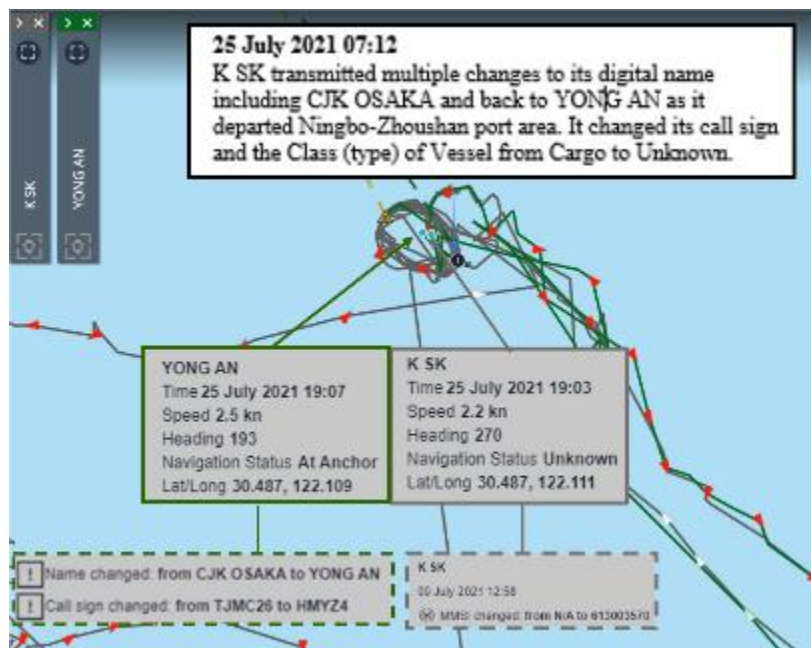 > × > ×
K SK
YONG AN
25 July 2021 07:12
K SK transmitted multiple changes to its digital name
including CJK OSAKA and back to YONG AN as it
departed Ningbo-Zhoushan port area. It changed its call sign
and the Class (type) of Vessel from Cargo to Unknown.
YONG AN
Time 25 July 2021 19:07
Speed 2.5 kn
Heading 193
Navigation Status At Anchor
Lat/Long 30.487, 122.109
K SK
Time 25 July 2021 19:03
Speed 2.2 kn
Heading 270
Navigation Status Unknown
Lat/Long 30.487, 122.111
! Name changed: from CJK OSAKA to YONG AN
! Call sign changed: from TJMC26 to HMYZ4
K SK
09 July 2021 12:58
MMSI changed: from N/A to 613003570